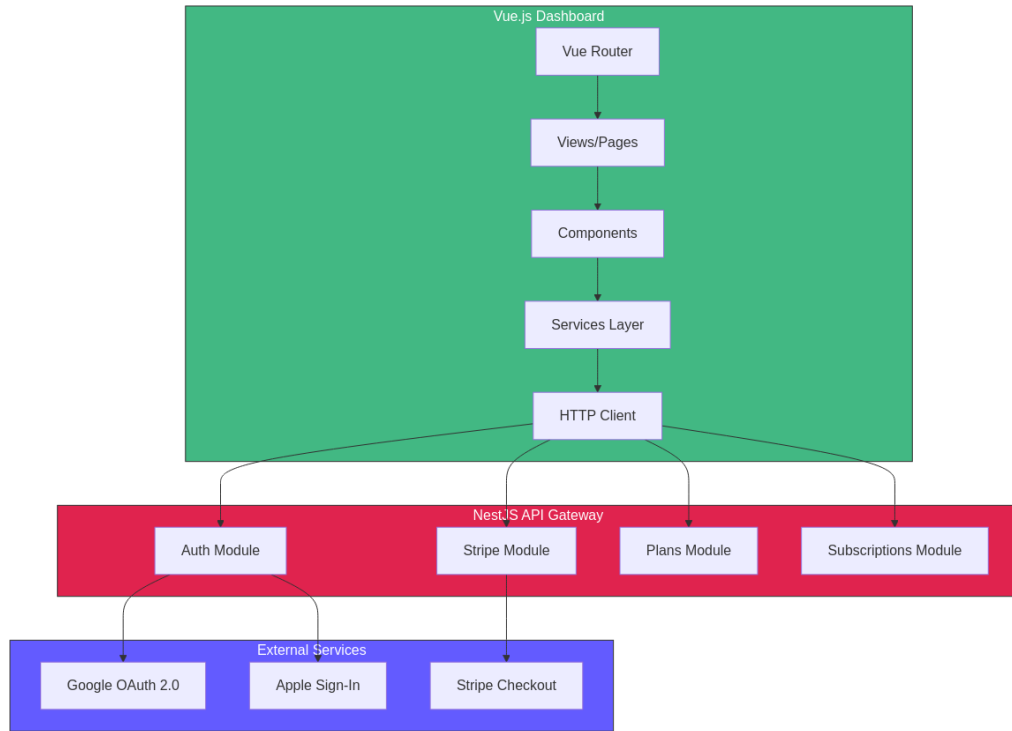 Vue.js Dashboard
Vue Router
Views/Pages
Components
Services Layer
HTTP Client
NestJS API Gateway
Auth Module
Stripe Module
Plans Module
Subscriptions Module
External Services
Google OAuth 2.0
Apple Sign-In
Stripe Checkout